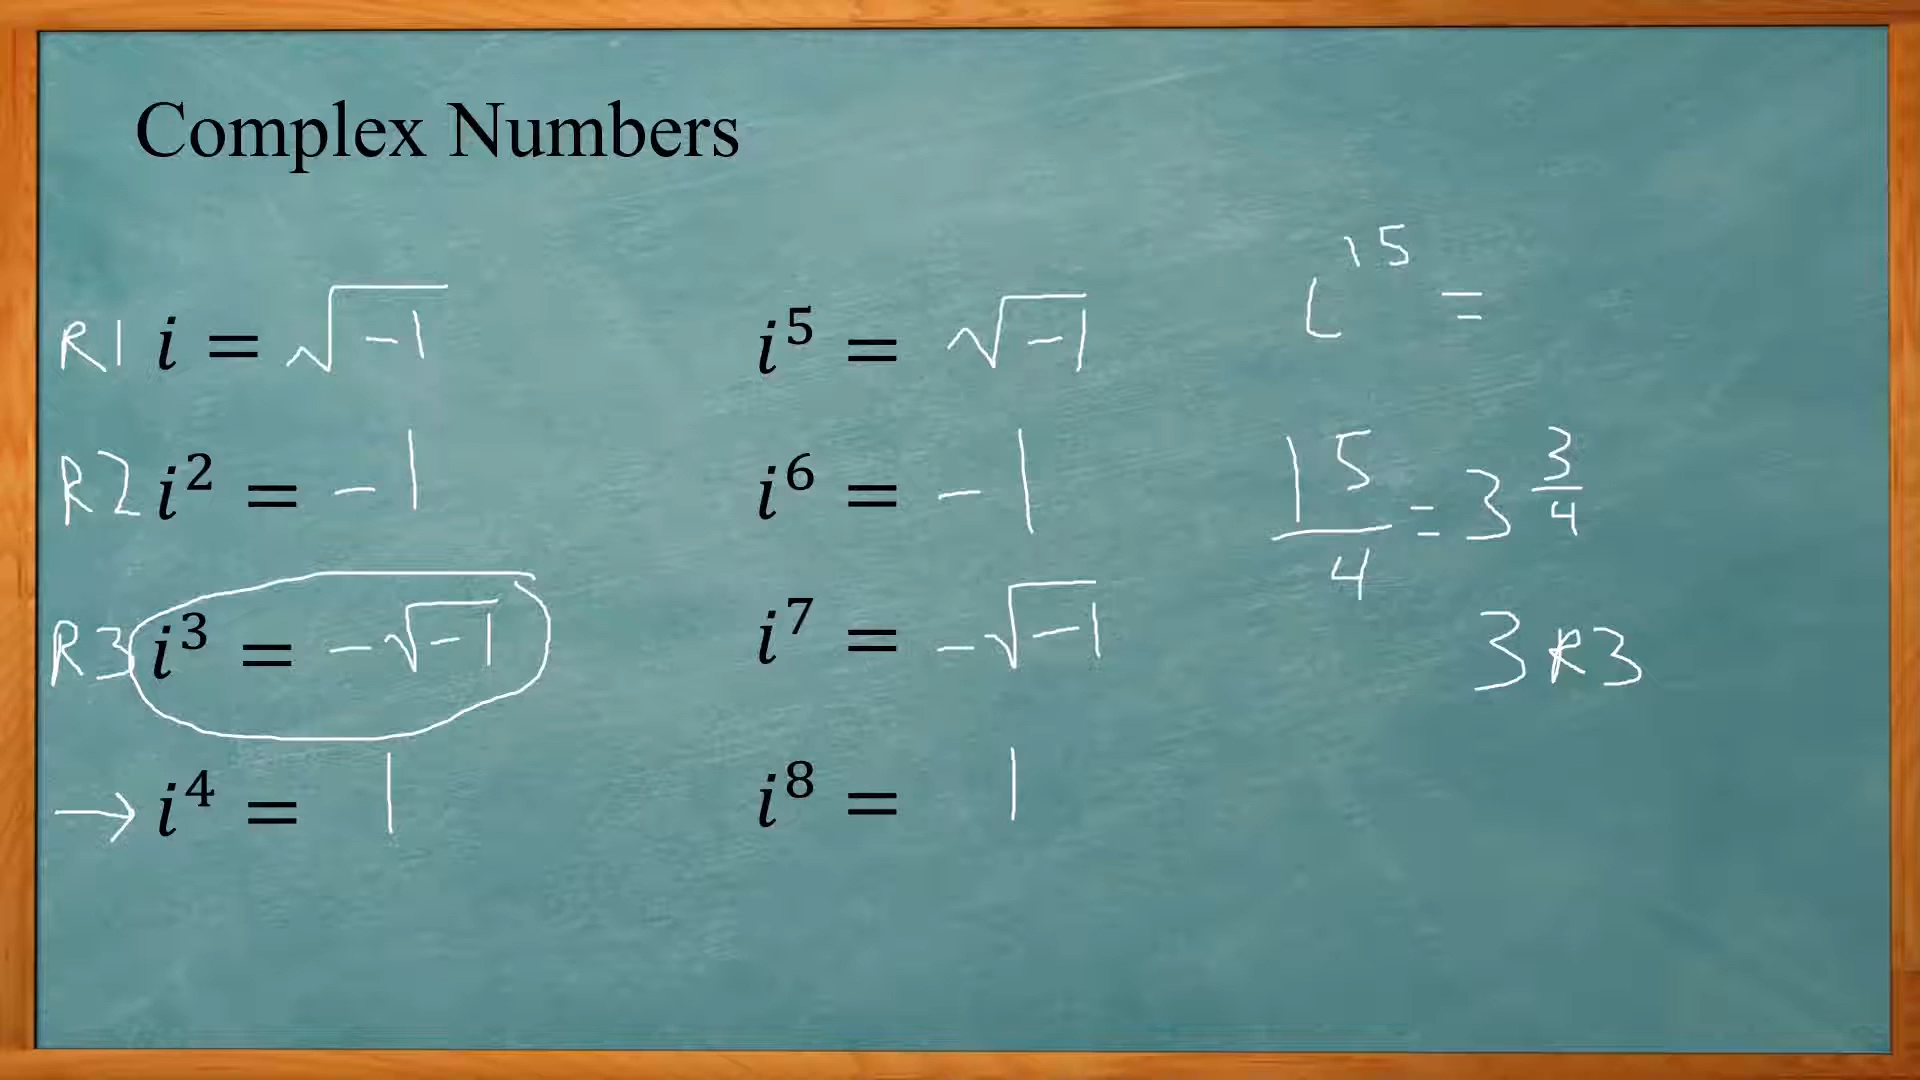 Complex Numbers
R1 i = √-1
R2 i² = -1
R3 i³ = -√-1
→ i⁴ = 1
i⁵ = √-1
i⁶ = -1
i⁷ = -√-1
i⁸ = 1
i¹⁵ =
15/4 = 3 3/4
3 R3